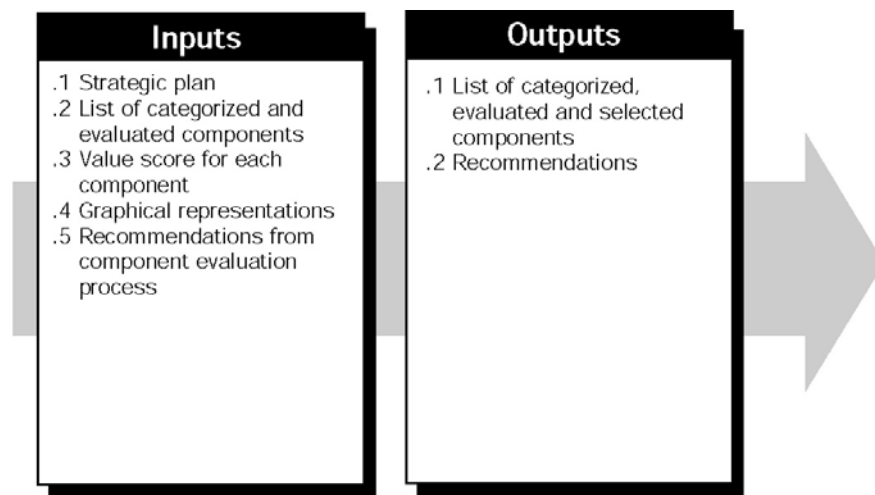 Inputs
.1 Strategic plan
.2 List of categorized and
evaluated components
.3 Value score for each
component
.4 Graphical representations
.5 Recommendations from
component evaluation
process
Outputs
.1 List of categorized,
evaluated and selected
components
.2 Recommendations